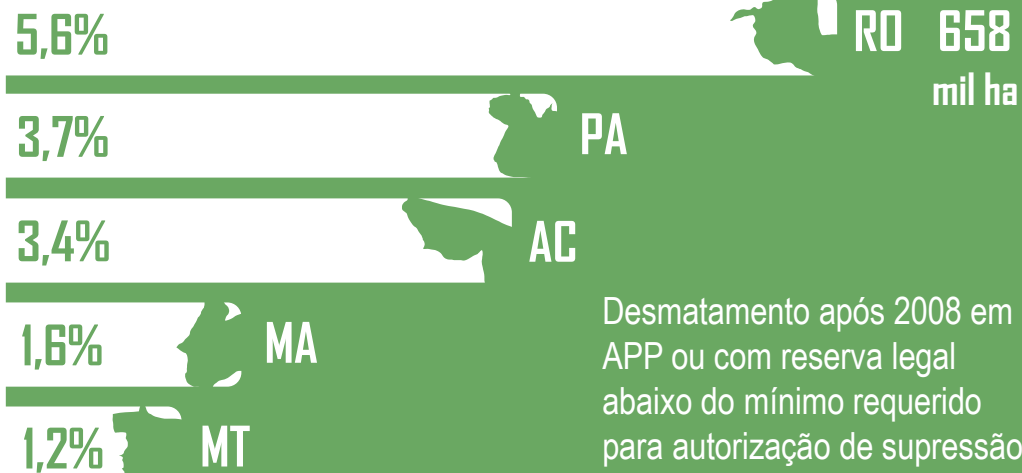 5,6% RO 658
mil ha
3,7% PA
3,4% AC
1,6% MA
1,2% MT
Desmatamento após 2008 em
APP ou com reserva legal
abaixo do mínimo requerido
para autorização de supressão